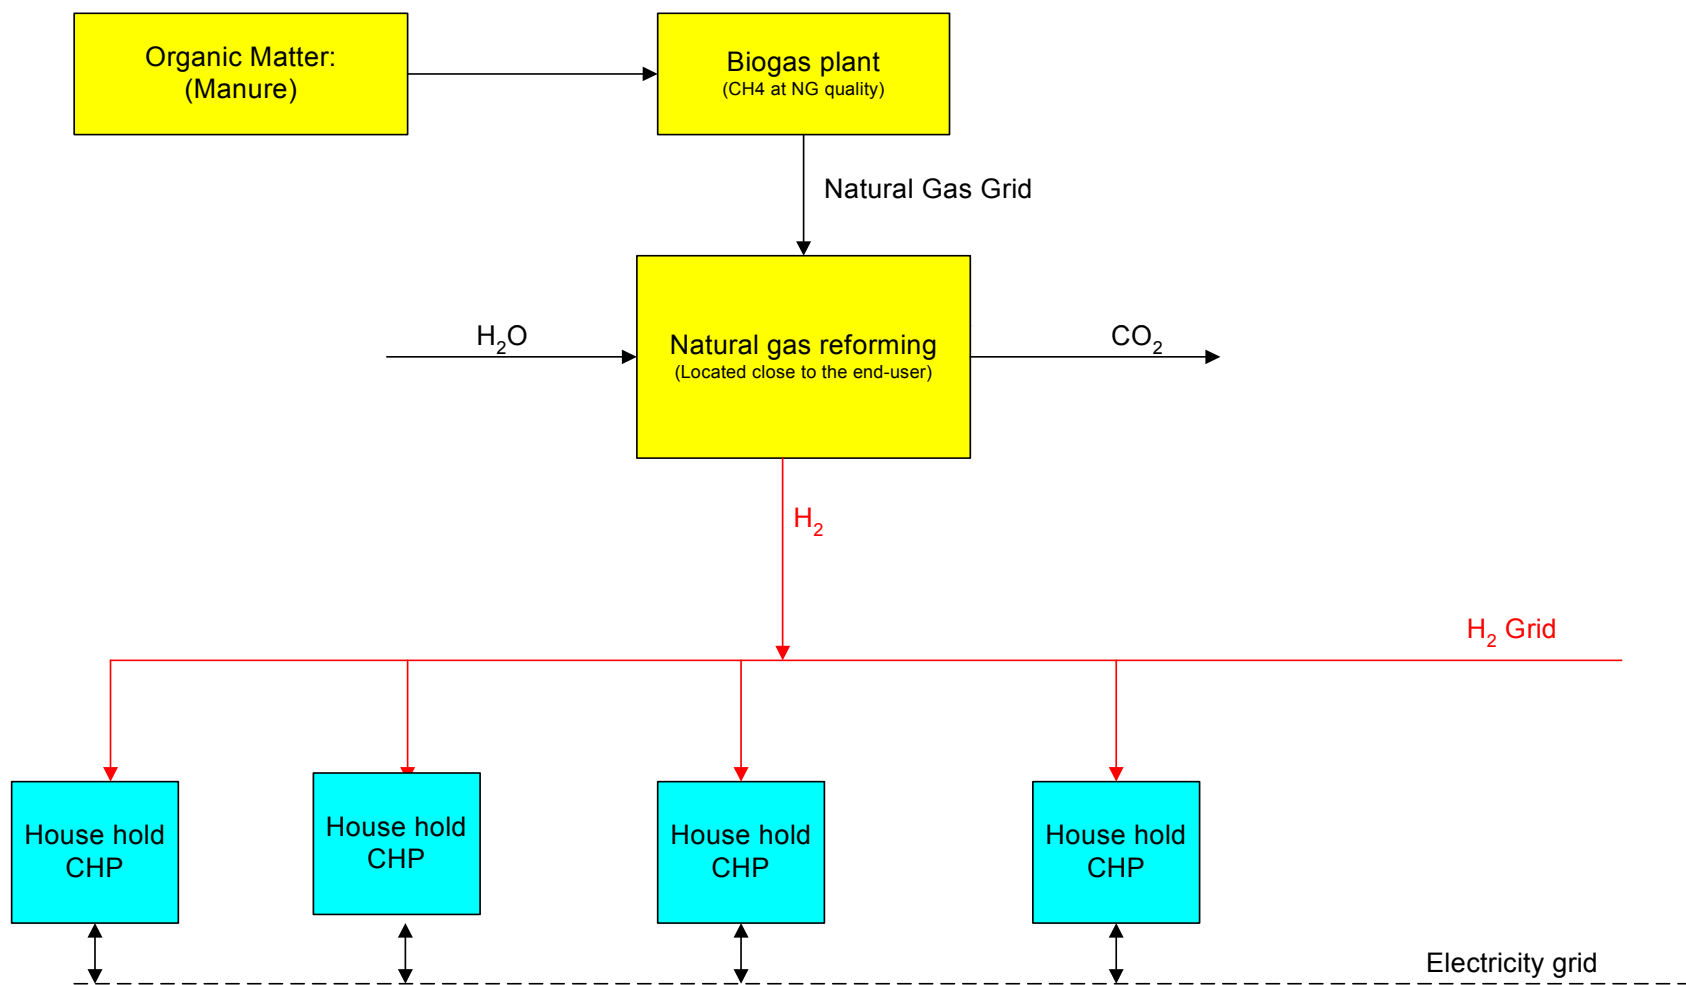 Organic Matter:
(Manure)
Biogas plant
(CH4 at NG quality)
Natural Gas Grid
H₂O
Natural gas reforming
(Located close to the end-user)
CO₂
H₂
H₂ Grid
House hold
CHP
House hold
CHP
House hold
CHP
House hold
CHP
Electricity grid